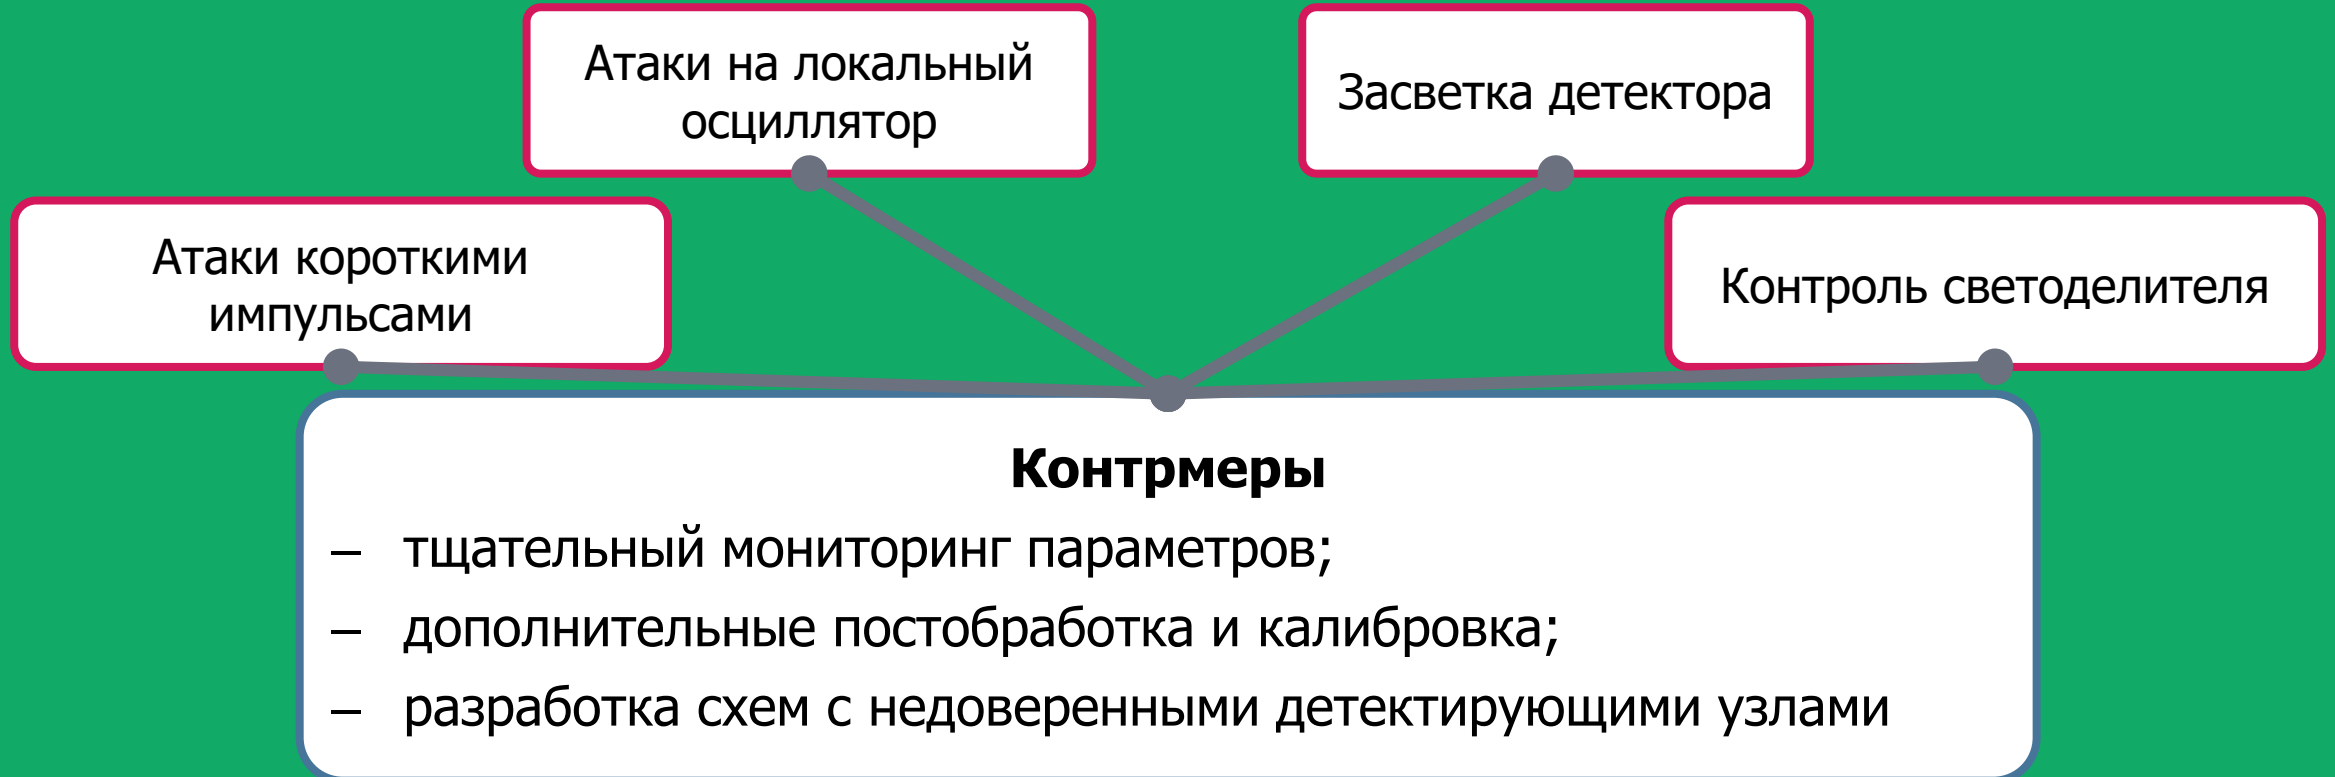 Атаки на локальный
осциллятор
Засветка детектора
Атаки короткими
импульсами
Контроль светоделителя
Контрмеры
– тщательный мониторинг параметров;
– дополнительные постобработка и калибровка;
– разработка схем с недоверенными детектирующими узлами